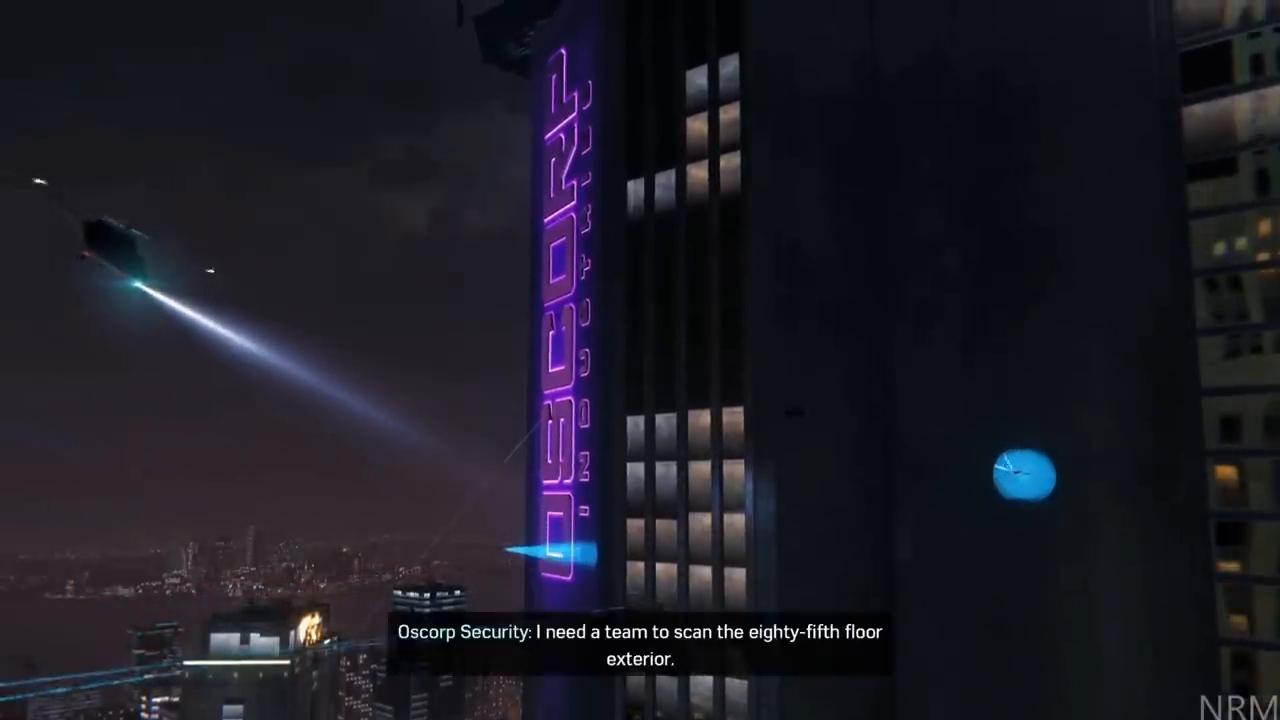 OSCORP
Oscorp Security: I need a team to scan the eighty-fifth floor
exterior.
NRM